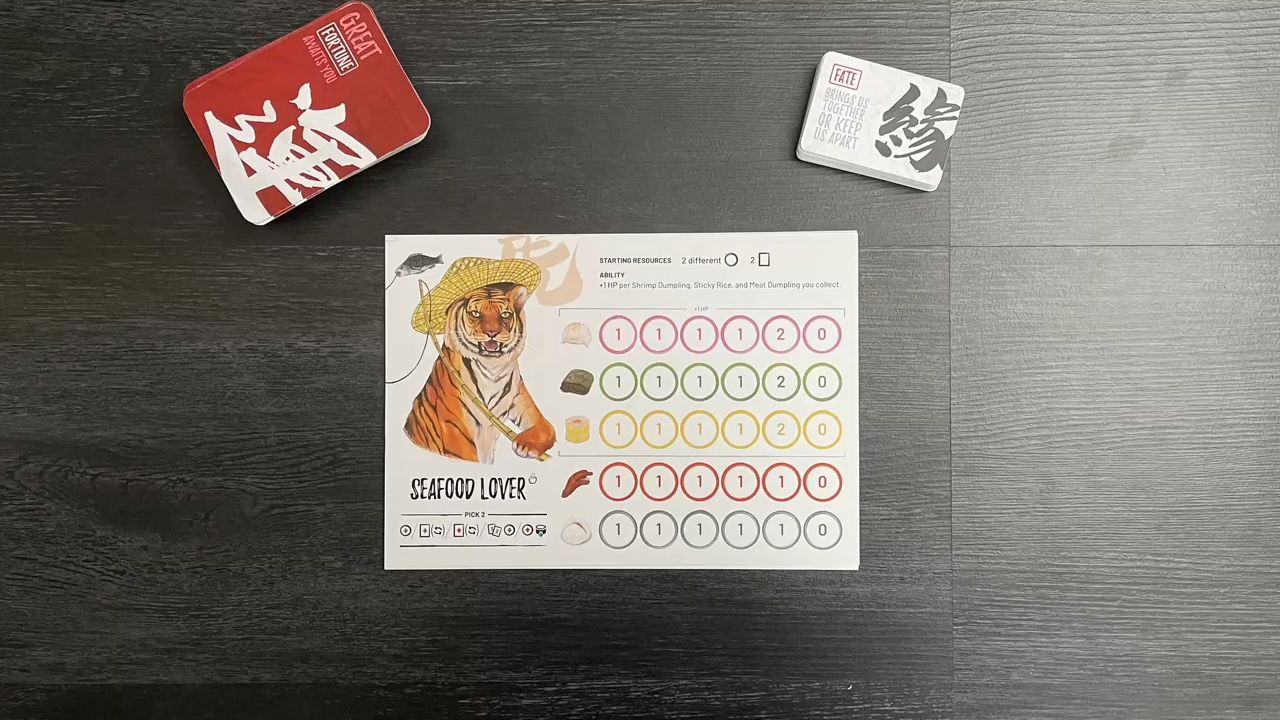 GREAT
FORTUNE
AWAITS YOU
FATE
BRINGS US
TOGETHER
OR KEEP
US APART
緣
虎
STARTING RESOURCES 2 different 2
ABILITY
+1 HP per Shrimp Dumpling, Sticky Rice, and Meat Dumpling you collect.
+1 HP
1 1 1 1 2 0
1 1 1 1 2 0
1 1 1 1 2 0
1 1 1 1 1 0
1 1 1 1 1 0
SEAFOOD LOVER
PICK 2